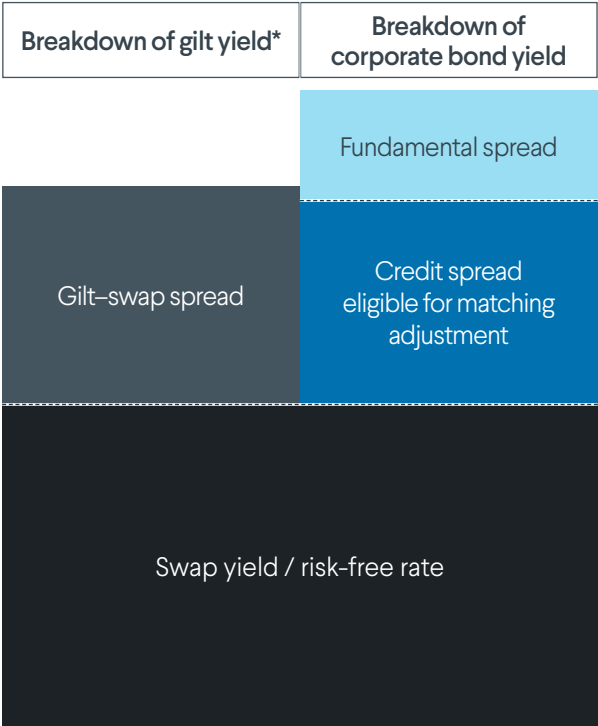 Breakdown of gilt yield*
Breakdown of
corporate bond yield
Fundamental spread
Gilt–swap spread
Credit spread
eligible for matching
adjustment
Swap yield / risk-free rate